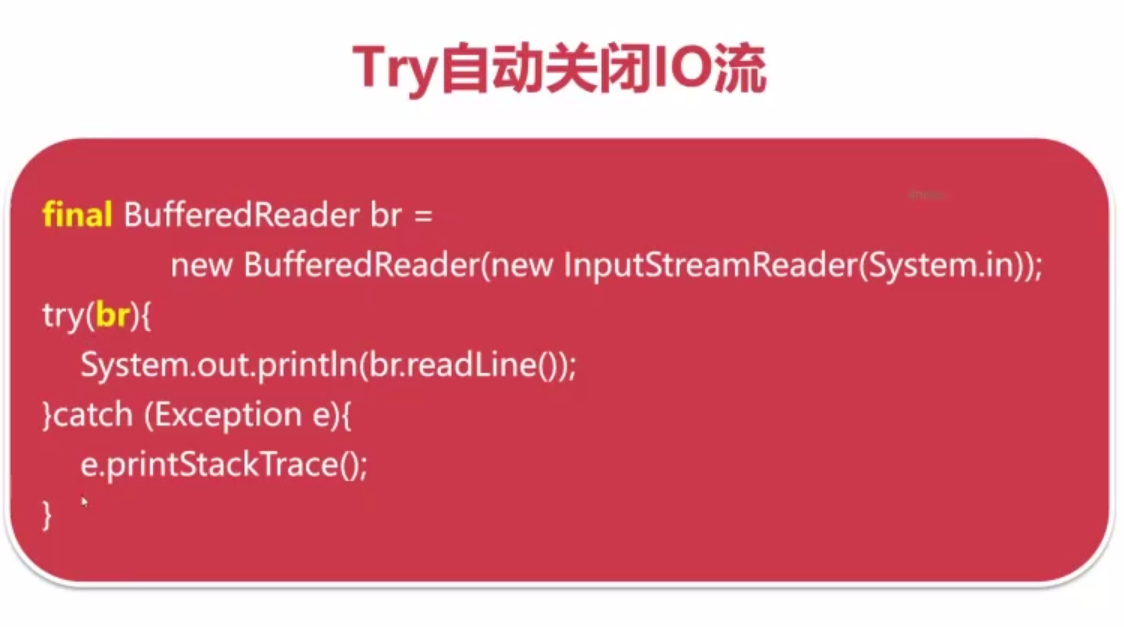 Try自动关闭IO流
final BufferedReader br =
new BufferedReader(new InputStreamReader(System.in));
try(br){
System.out.println(br.readLine());
}catch (Exception e){
e.printStackTrace();
}